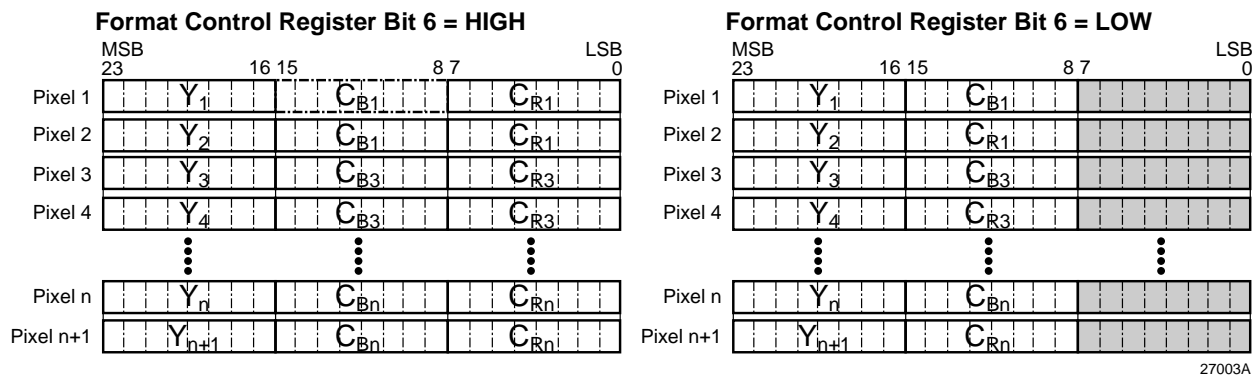 Format Control Register Bit 6 = HIGH
MSB LSB
23 16 15 8 7 0
Pixel 1 Y1 CB1 CR1
Pixel 2 Y2 CB1 CR1
Pixel 3 Y3 CB3 CR3
Pixel 4 Y4 CB3 CR3
Pixel n Yn CBn CRn
Pixel n+1 Yn+1 CBn CRn
Format Control Register Bit 6 = LOW
MSB LSB
23 16 15 8 7 0
Pixel 1 Y1 CB1
Pixel 2 Y2 CR1
Pixel 3 Y3 CB3
Pixel 4 Y4 CR3
Pixel n Yn CBn
Pixel n+1 Yn+1 CRn
27003A